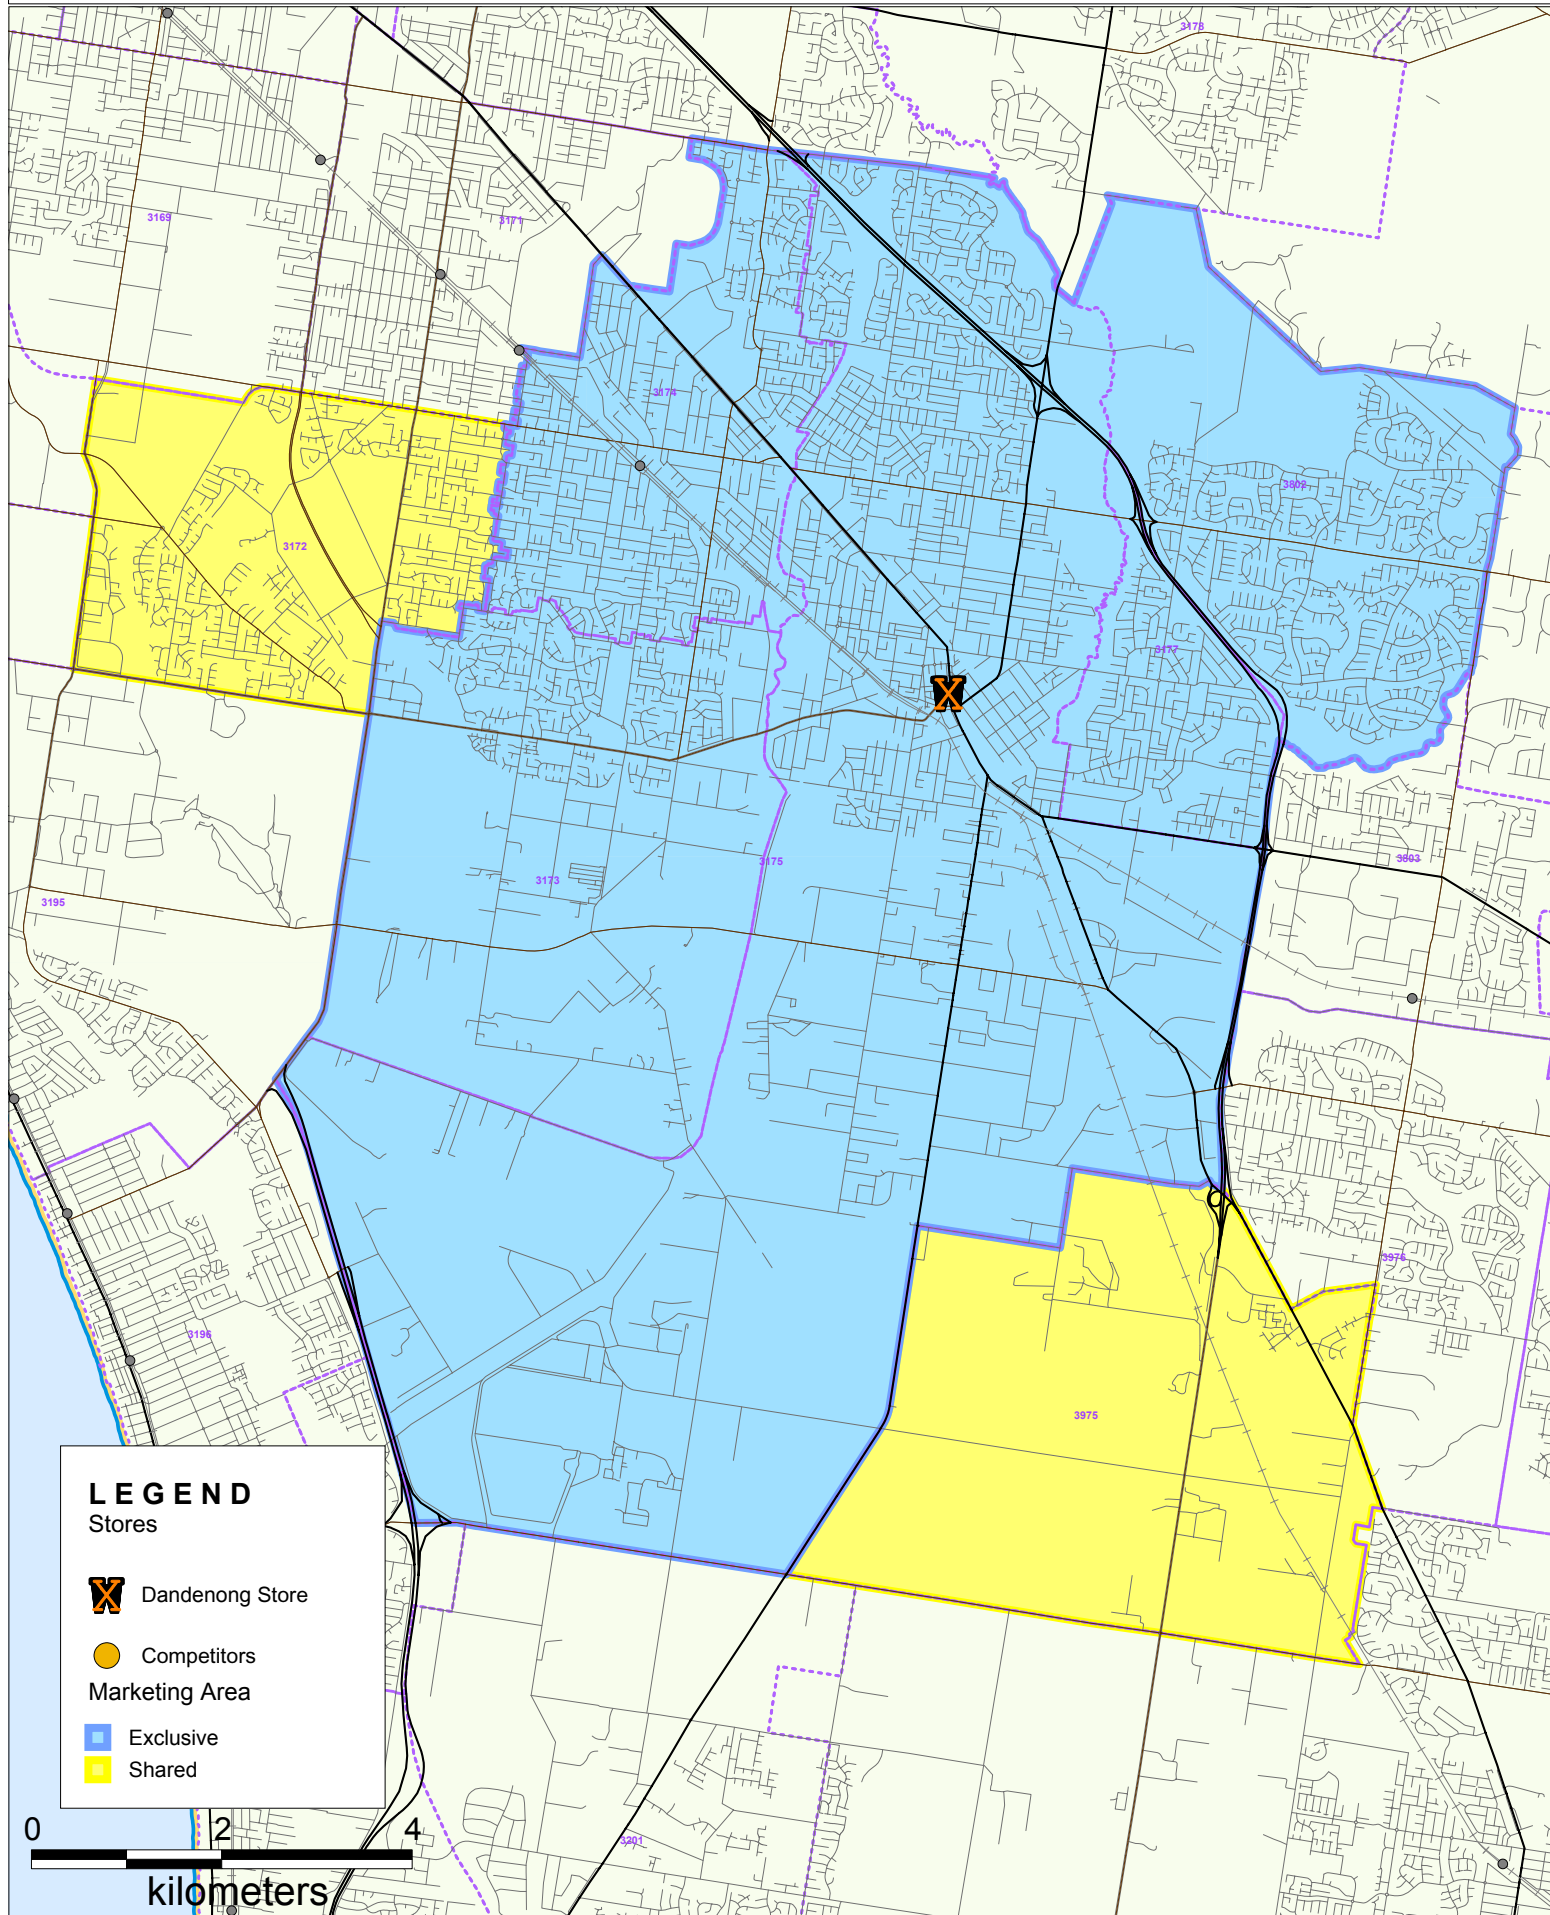 3178
3169
3171
3174
3802
3172
3177
3175
3803
3173
3195
3976
3196
3975
LEGEND
Stores
Dandenong Store
Competitors
Marketing Area
Exclusive
Shared
0 2 4
kilometers
3201